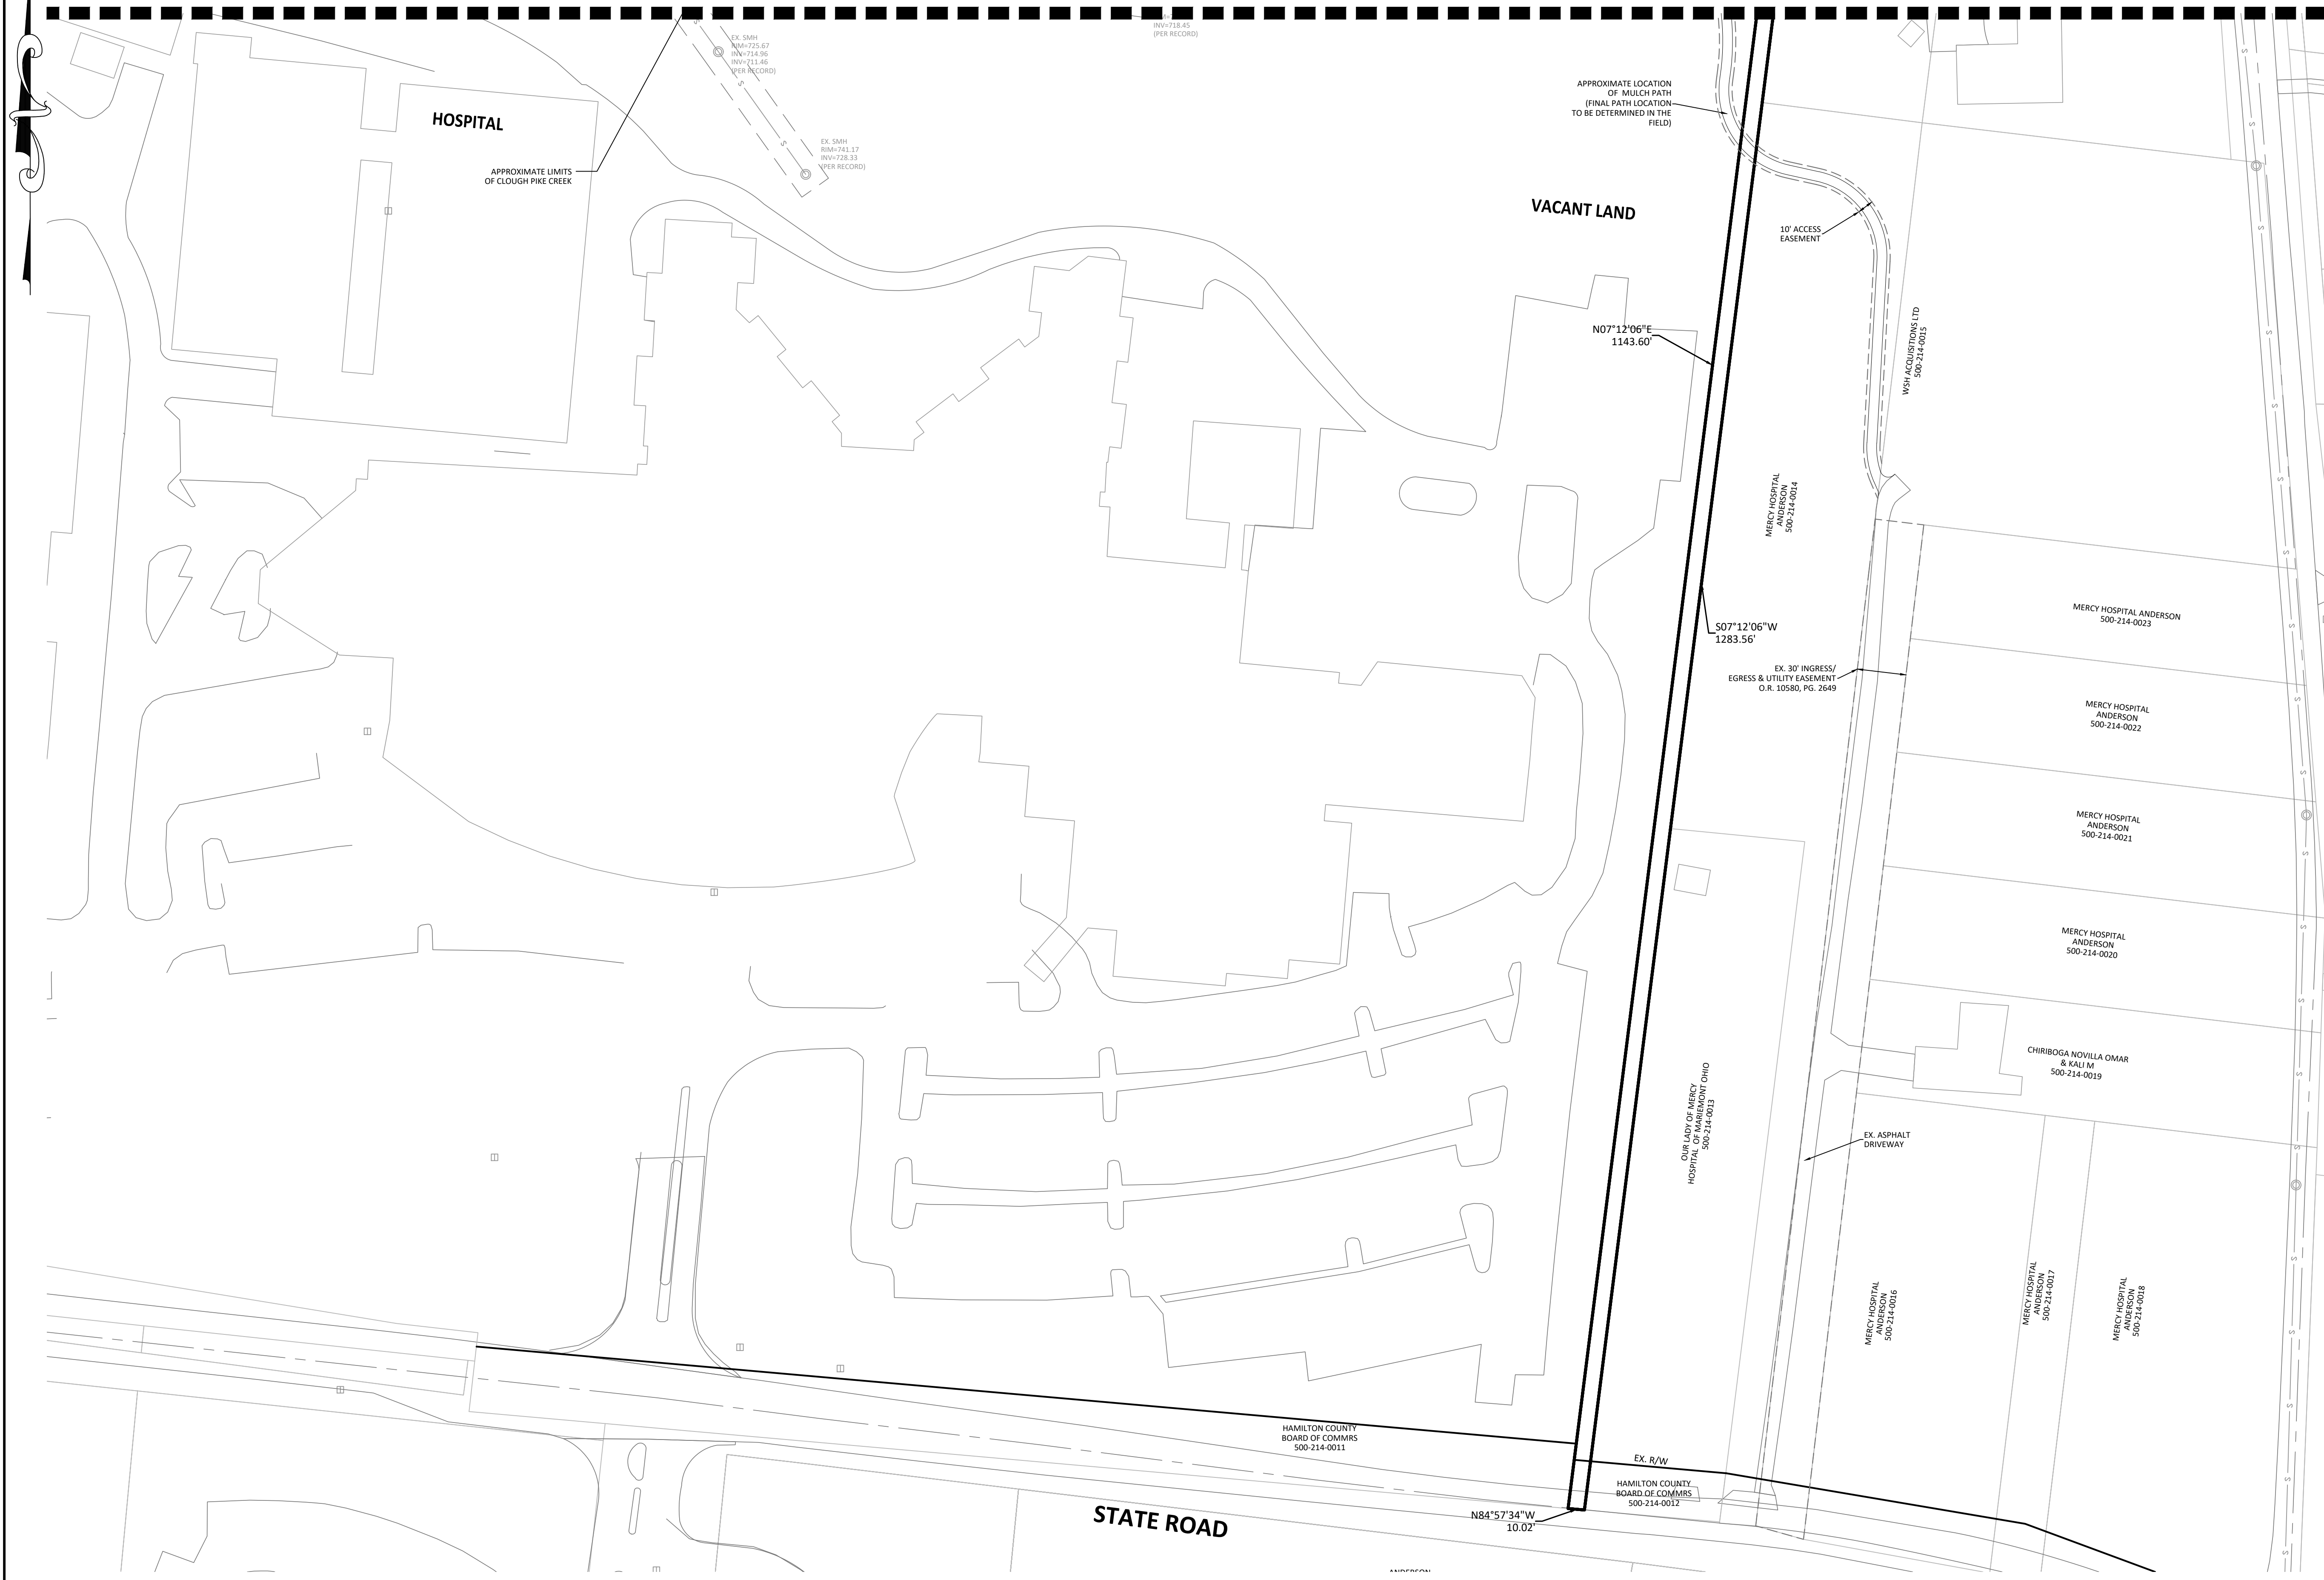 INV=718.45
(PER RECORD)
EX. SMH
RIM=725.67
INV=714.96
INV=711.46
(PER RECORD)
EX. SMH
RIM=741.17
INV=728.33
(PER RECORD)
HOSPITAL
APPROXIMATE LIMITS
OF CLOUGH PIKE CREEK
APPROXIMATE LOCATION
OF MULCH PATH
(FINAL PATH LOCATION
TO BE DETERMINED IN THE
FIELD)
VACANT LAND
10' ACCESS
EASEMENT
N07°12'06"E
1143.60'
WSH ACQUISITIONS LTD
500-214-0015
MERCY HOSPITAL
ANDERSON
500-214-0014
S07°12'06"W
1283.56'
MERCY HOSPITAL ANDERSON
500-214-0023
EX. 30' INGRESS/
EGRESS & UTILITY EASEMENT
O.R. 10580, PG. 2649
MERCY HOSPITAL
ANDERSON
500-214-0022
MERCY HOSPITAL
ANDERSON
500-214-0021
MERCY HOSPITAL
ANDERSON
500-214-0020
CHIRIBOGA NOVILLA OMAR
& KALI M
500-214-0019
OUR LADY OF MERCY
HOSPITAL OF MARIEMONT OHIO
500-214-0013
EX. ASPHALT
DRIVEWAY
MERCY HOSPITAL
ANDERSON
500-214-0016
MERCY HOSPITAL
ANDERSON
500-214-0017
MERCY HOSPITAL
ANDERSON
500-214-0018
HAMILTON COUNTY
BOARD OF COMMRS
500-214-0011
EX. R/W
HAMILTON COUNTY
BOARD OF COMMRS
500-214-0012
STATE ROAD
N84°57'34"W
10.02'